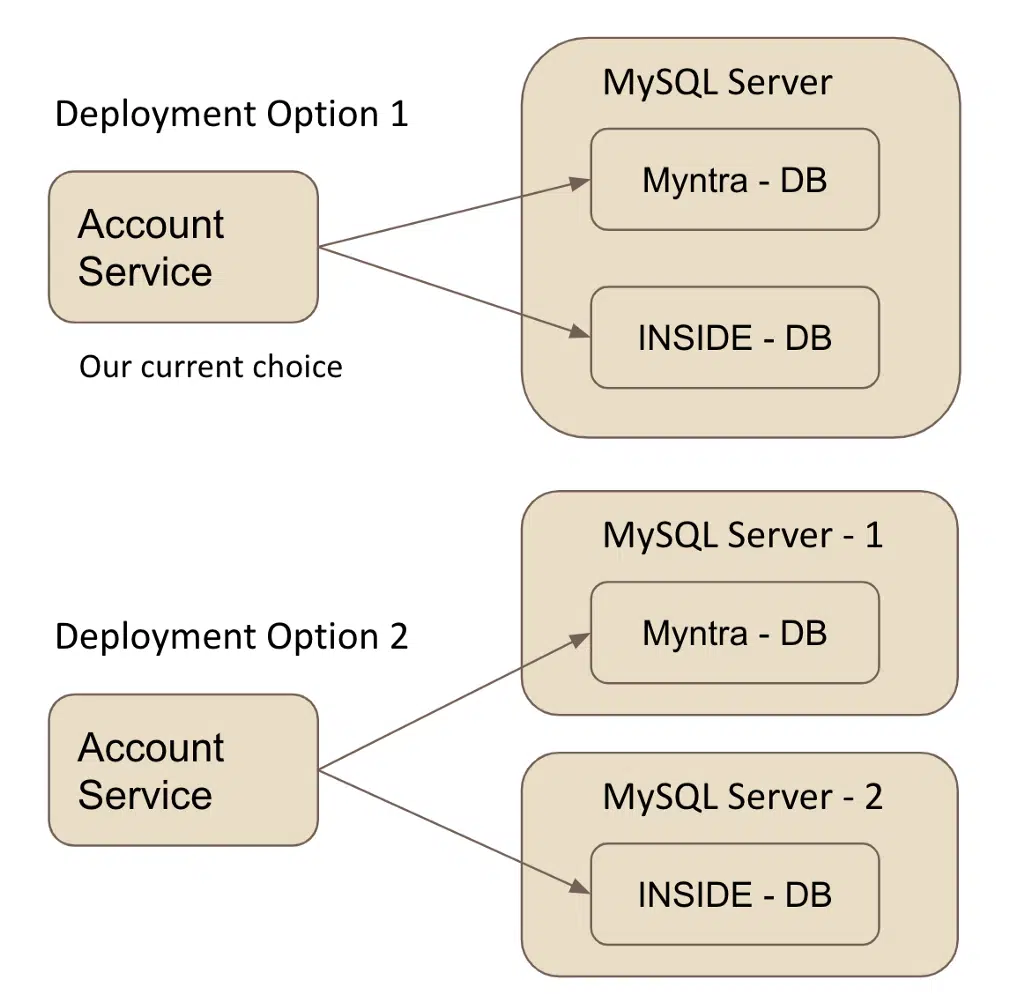 Deployment Option 1
Account
Service
Our current choice
MySQL Server
Myntra - DB
INSIDE - DB
Deployment Option 2
Account
Service
MySQL Server - 1
Myntra - DB
MySQL Server - 2
INSIDE - DB